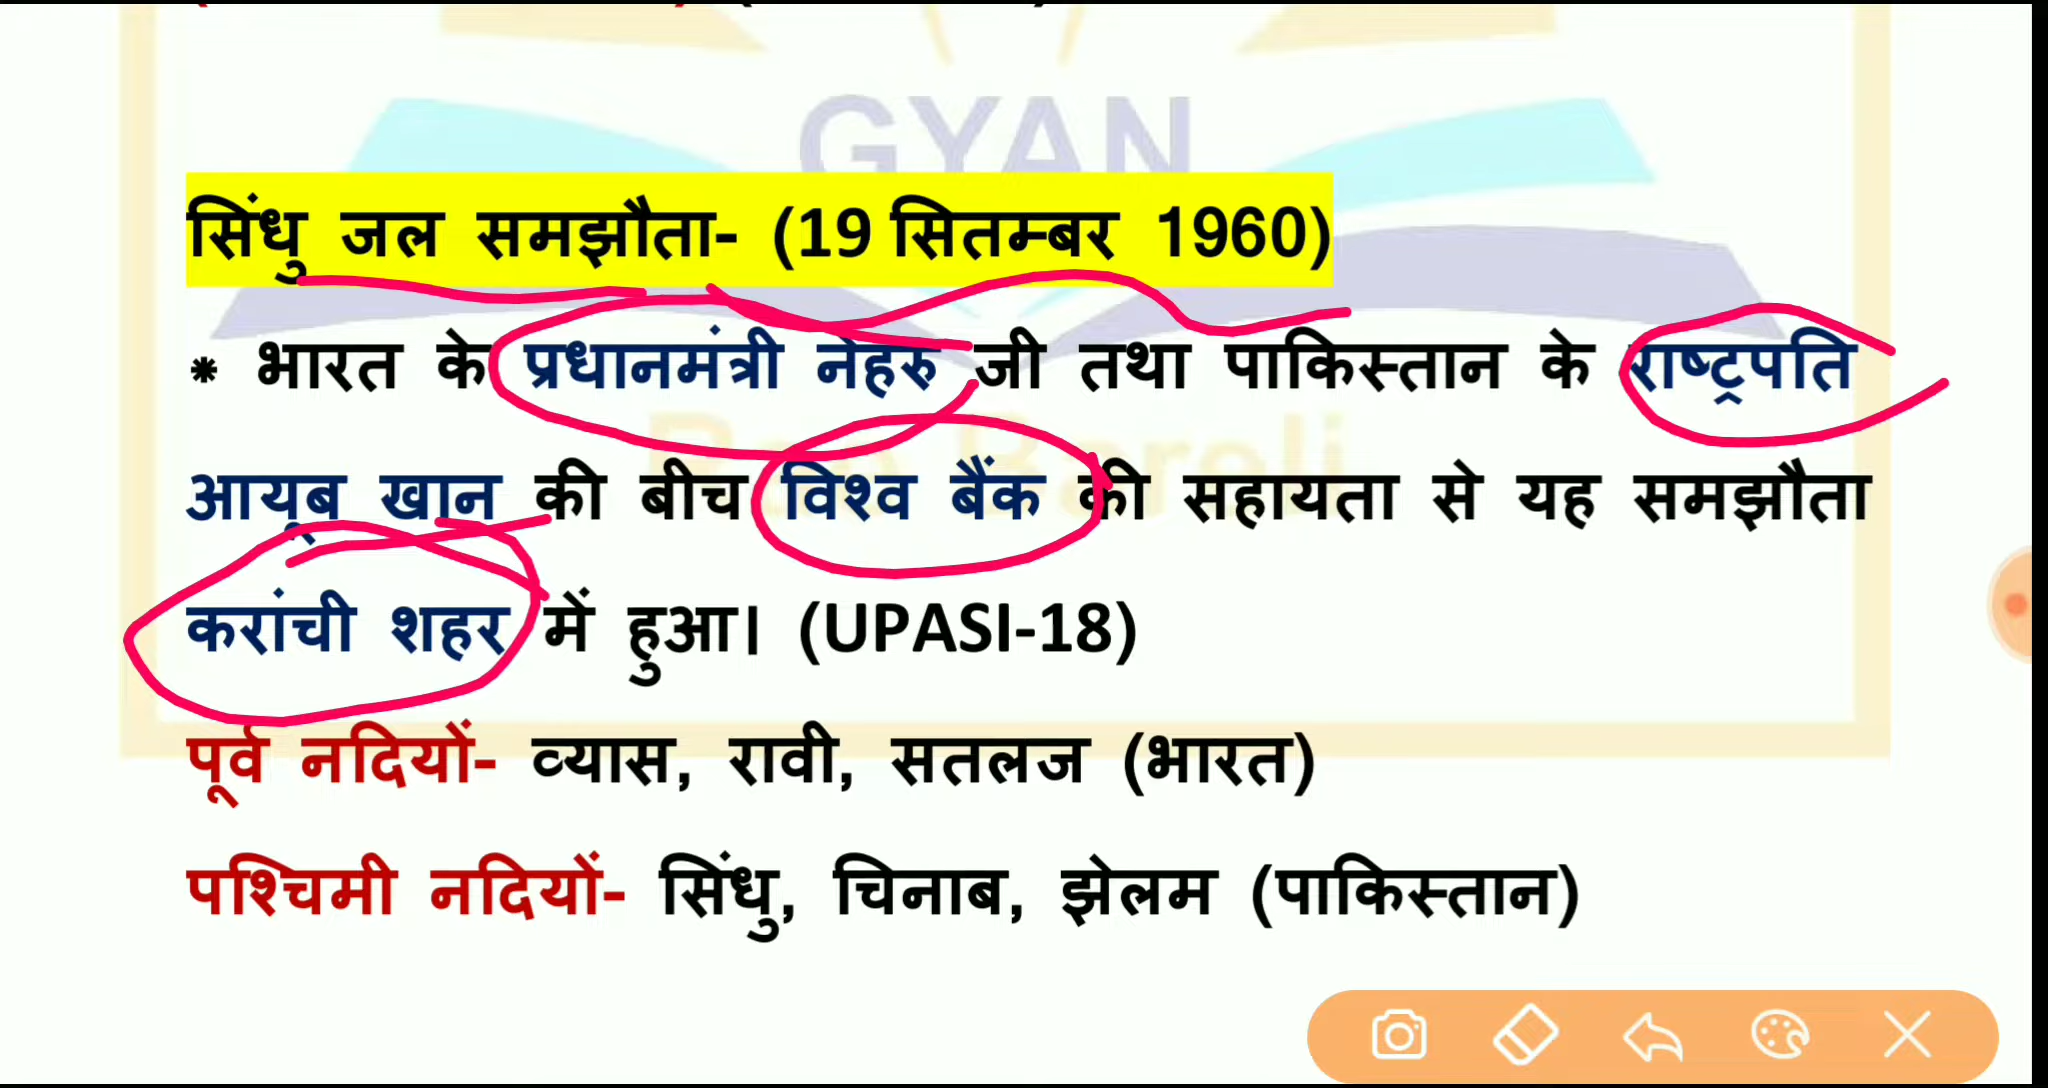 GYAN
सिंधु जल समझौता- (19 सितम्बर 1960)
* भारत के प्रधानमंत्री नेहरु जी तथा पाकिस्तान के राष्ट्रपति
आयूब खान की बीच विश्व बैंक की सहायता से यह समझौता
करांची शहर में हुआ। (UPASI-18)
पूर्व नदियों- व्यास, रावी, सतलज (भारत)
पश्चिमी नदियों- सिंधु, चिनाब, झेलम (पाकिस्तान)